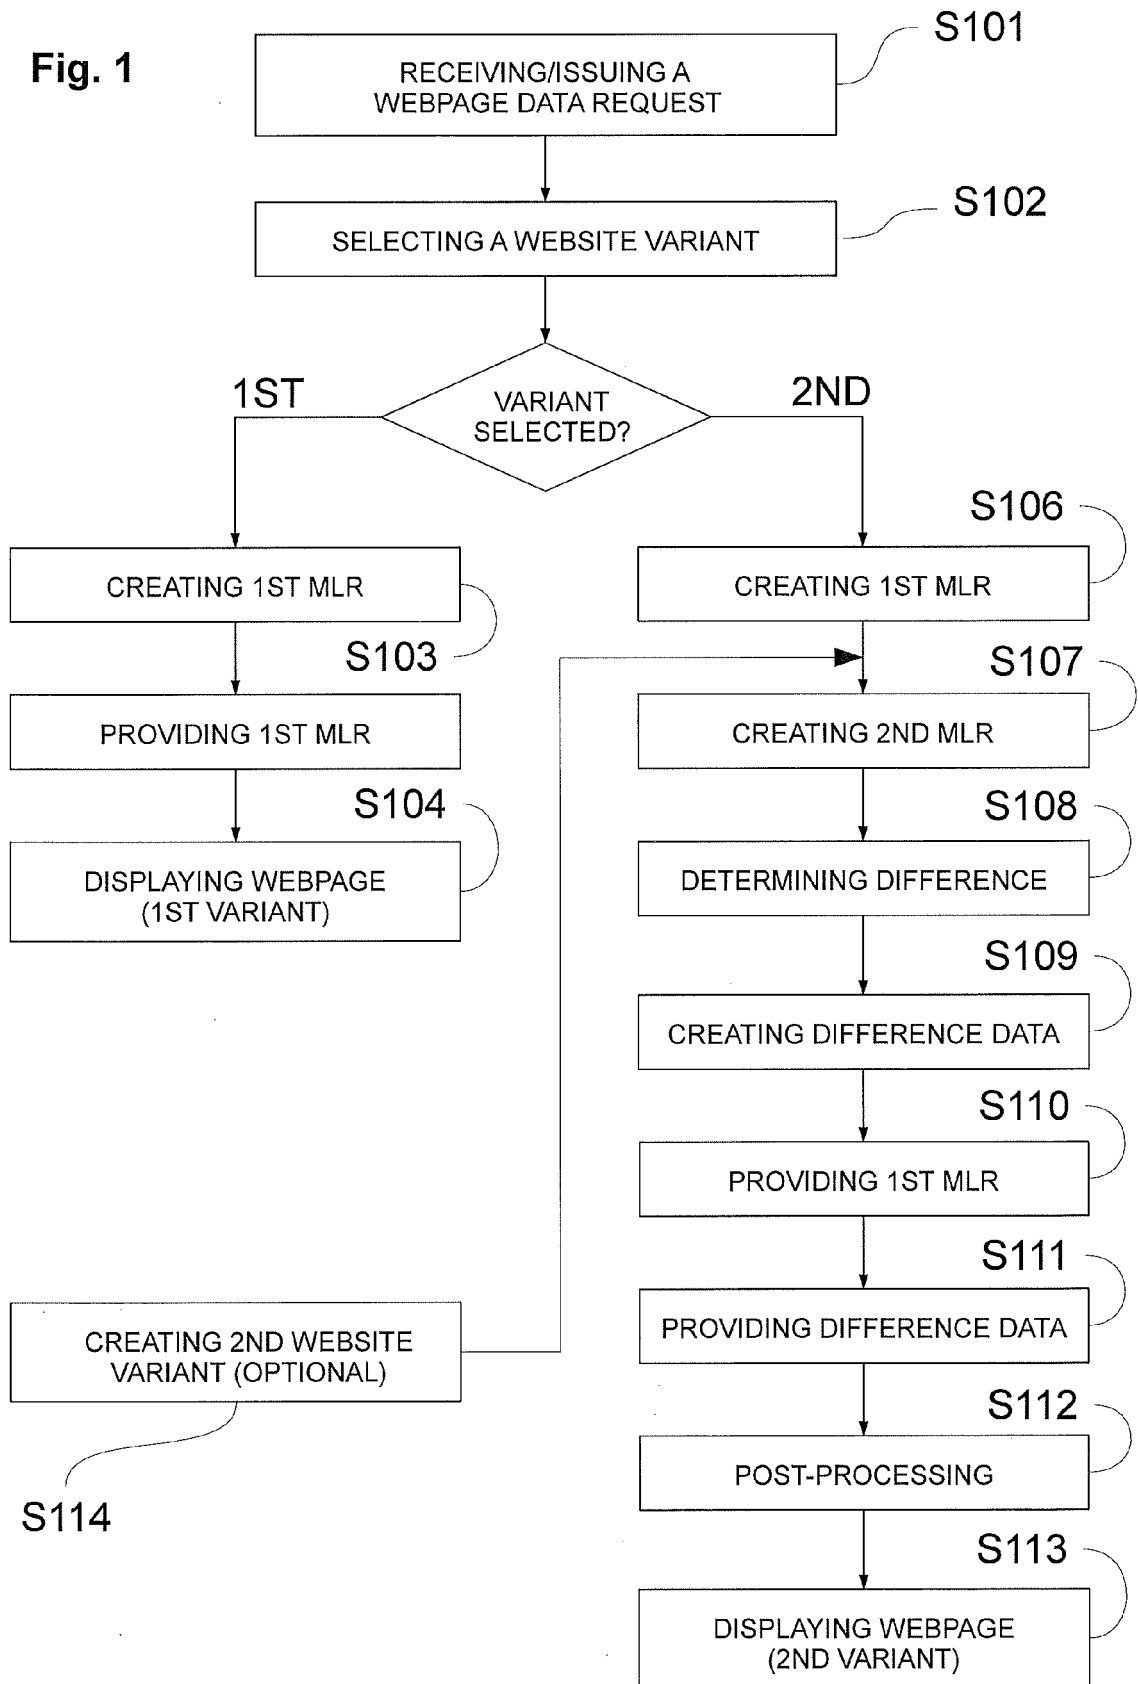 Fig. 1
S101
RECEIVING/ISSUING A
WEBPAGE DATA REQUEST
S102
SELECTING A WEBSITE VARIANT
1ST
2ND
VARIANT
SELECTED?
S103
CREATING 1ST MLR
PROVIDING 1ST MLR
S104
DISPLAYING WEBPAGE
(1ST VARIANT)
S106
CREATING 1ST MLR
S107
CREATING 2ND MLR
S108
DETERMINING DIFFERENCE
S109
CREATING DIFFERENCE DATA
S110
PROVIDING 1ST MLR
S111
PROVIDING DIFFERENCE DATA
S112
POST-PROCESSING
S113
DISPLAYING WEBPAGE
(2ND VARIANT)
CREATING 2ND WEBSITE
VARIANT (OPTIONAL)
S114